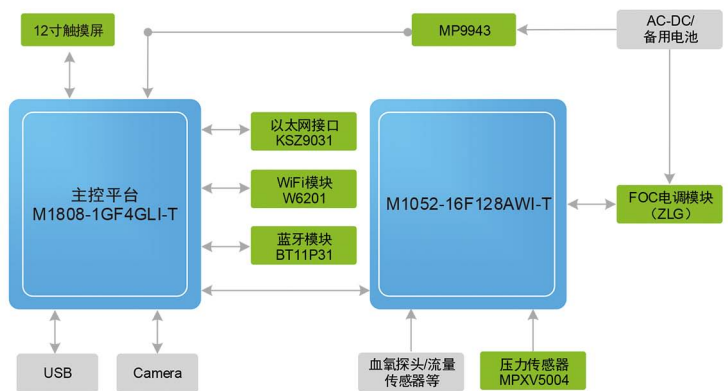 12寸触摸屏
MP9943
AC-DC/
备用电池
主控平台
M1808-1GF4GLI-T
以太网接口
KSZ9031
WiFi模块
W6201
蓝牙模块
BT11P31
M1052-16F128AWI-T
FOC电调模块
（ZLG）
USB
Camera
血氧探头/流量
传感器等
压力传感器
MPXV5004